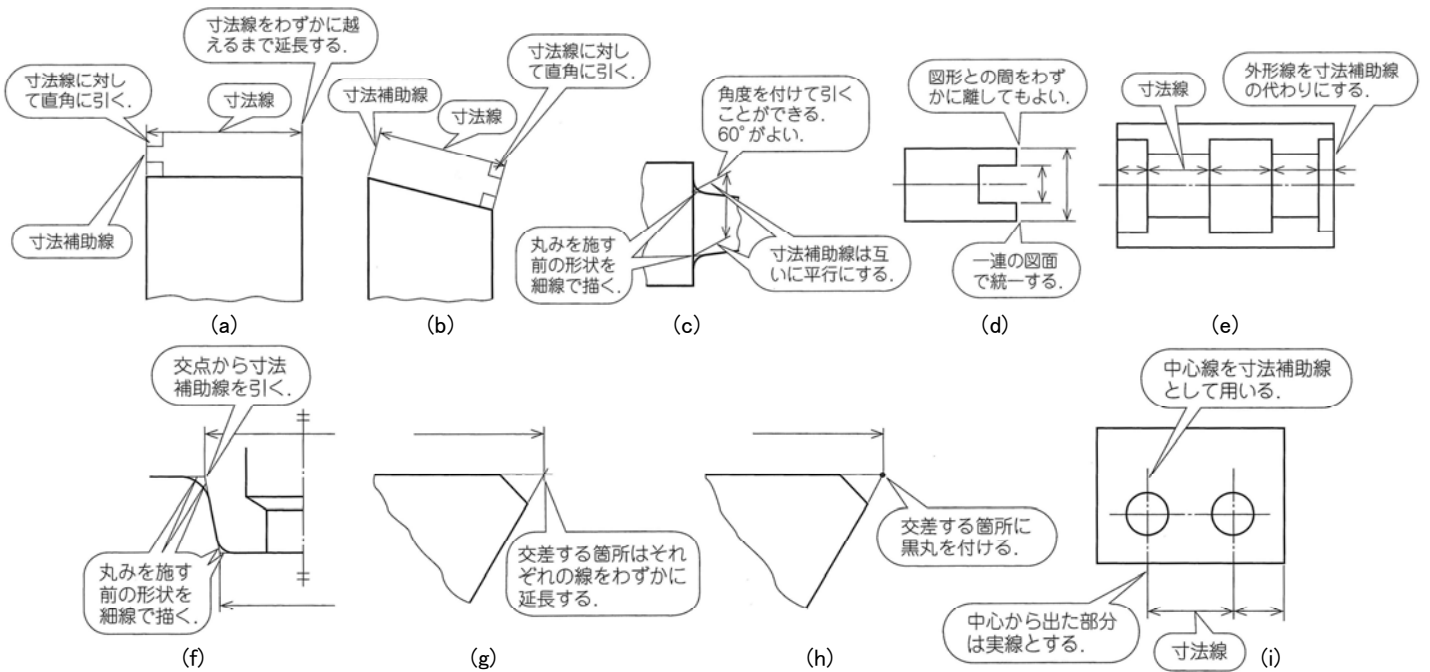 寸法線をわずかに越
えるまで延長する.
寸法線に対し
て直角に引く.
寸法線
寸法補助線
(a)
寸法線に対し
て直角に引く.
寸法補助線
寸法線
(b)
角度を付けて引く
ことができる.
60°がよい.
丸みを施す
前の形状を
細線で描く.
寸法補助線は互
いに平行にする.
(c)
図形との間をわず
かに離してもよい.
一連の図面
で統一する.
(d)
寸法線
外形線を寸法補助線
の代わりにする.
(e)
交点から寸法
補助線を引く.
丸みを施す
前の形状を
細線で描く.
(f)
交差する箇所はそれ
ぞれの線をわずかに
延長する.
(g)
交差する箇所に
黒丸を付ける.
(h)
中心線を寸法補助線
として用いる.
中心から出た部分
は実線とする.
寸法線
(i)